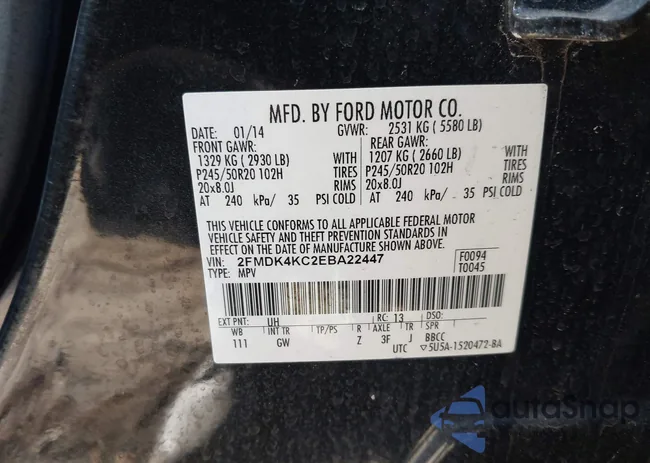 MFD. BY FORD MOTOR CO.
DATE: 01/14 GVWR: 2531 KG ( 5580 LB)
FRONT GAWR: REAR GAWR:
1329 KG ( 2930 LB) WITH 1207 KG ( 2660 LB) WITH
P245/50R20 102H TIRES P245/50R20 102H TIRES
20x8.0J RIMS 20x8.0J RIMS
AT 240 kPa/ 35 PSI COLD AT 240 kPa/ 35 PSI COLD
THIS VEHICLE CONFORMS TO ALL APPLICABLE FEDERAL MOTOR
VEHICLE SAFETY AND THEFT PREVENTION STANDARDS IN
EFFECT ON THE DATE OF MANUFACTURE SHOWN ABOVE.
VIN: 2FMDK4KC2EBA22447 F0094
TYPE: MPV T0045
EXT PNT: UH RC: 13 DSO:
WB INT TR TP/PS R AXLE TR SPR
111 GW Z 3F J BBCC
UTC ▽5U5A-1520472-BA
autoSnap